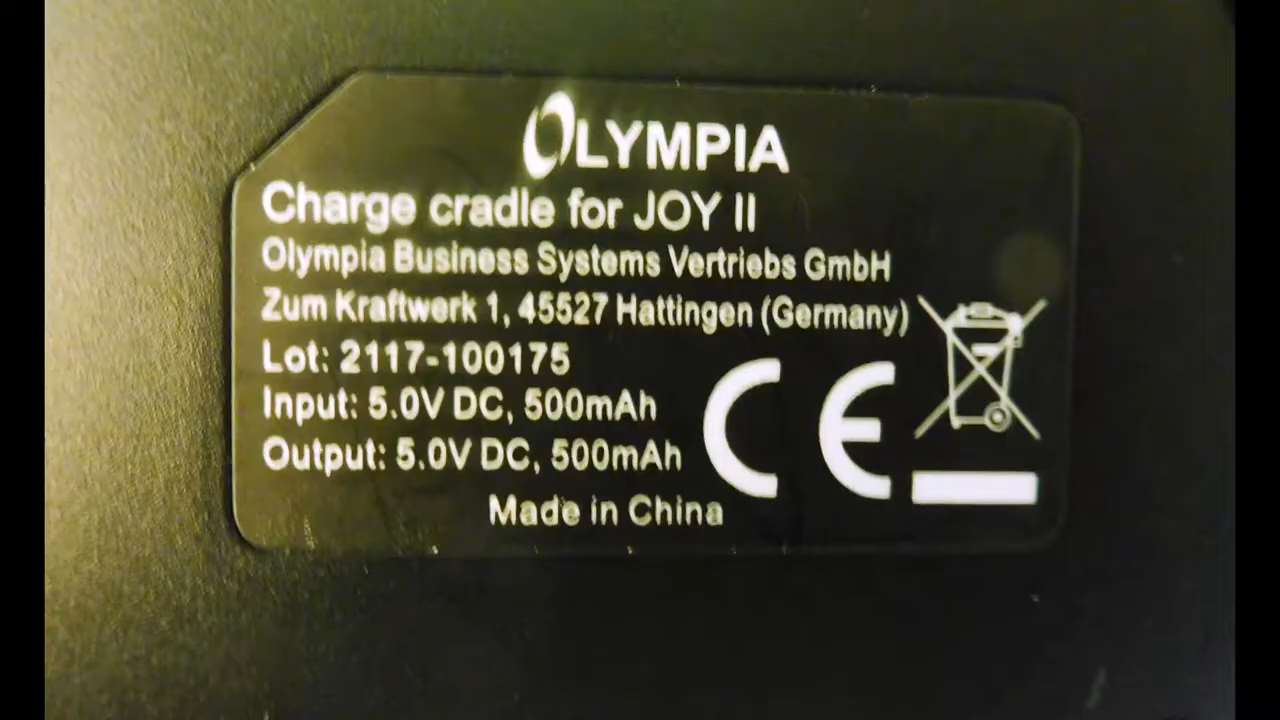 OLYMPIA
Charge cradle for JOY II
Olympia Business Systems Vertriebs GmbH
Zum Kraftwerk 1, 45527 Hattingen (Germany)
Lot: 2117-100175
Input: 5.0V DC, 500mAh
Output: 5.0V DC, 500mAh
Made in China
CE